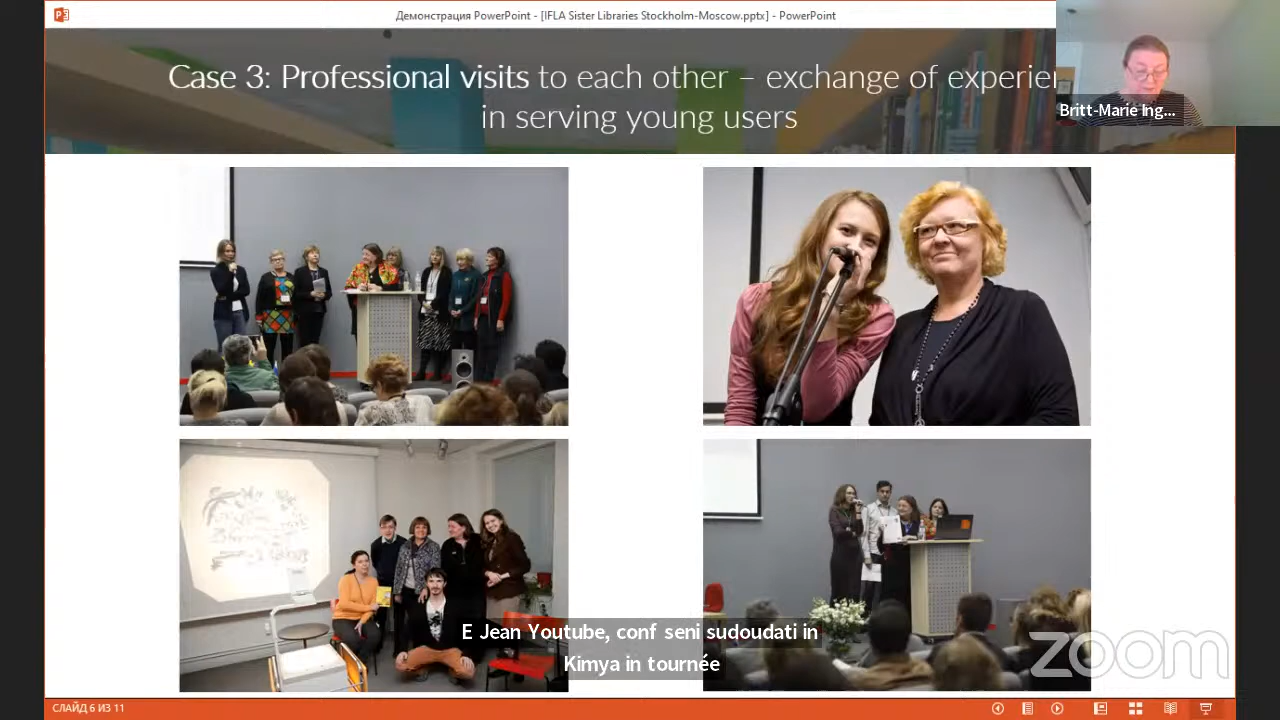 Демонстрация PowerPoint - [IFLA Sister Libraries Stockholm-Moscow.pptx] - PowerPoint
Case 3: Professional visits to each other – exchange of experien
in serving young users
Britt-Marie Ing...
E Jean Youtube, conf seni sudoudati in
Kimya in tournée
zoom
СЛАЙД 6 ИЗ 11